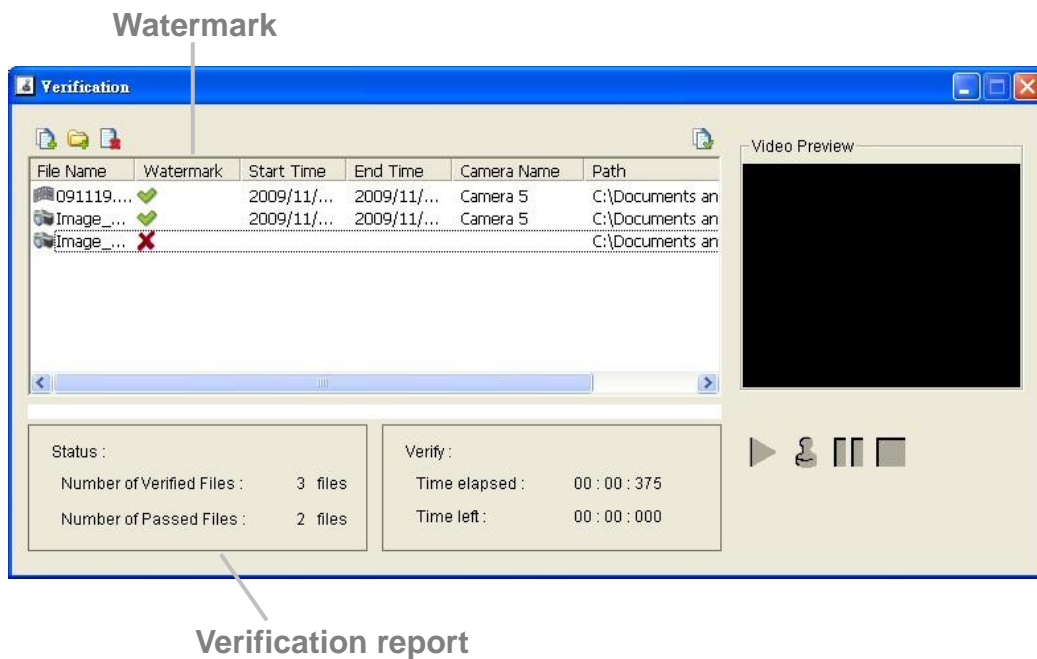 Watermark
Verification
Video Preview
File Name Watermark Start Time End Time Camera Name Path
091119.... 2009/11/... 2009/11/... Camera 5 C:\Documents an
Image_... 2009/11/... 2009/11/... Camera 5 C:\Documents an
Image_... C:\Documents an
Status :
Number of Verified Files : 3 files
Number of Passed Files : 2 files
Verify :
Time elapsed : 00 : 00 : 375
Time left : 00 : 00 : 000
Verification report